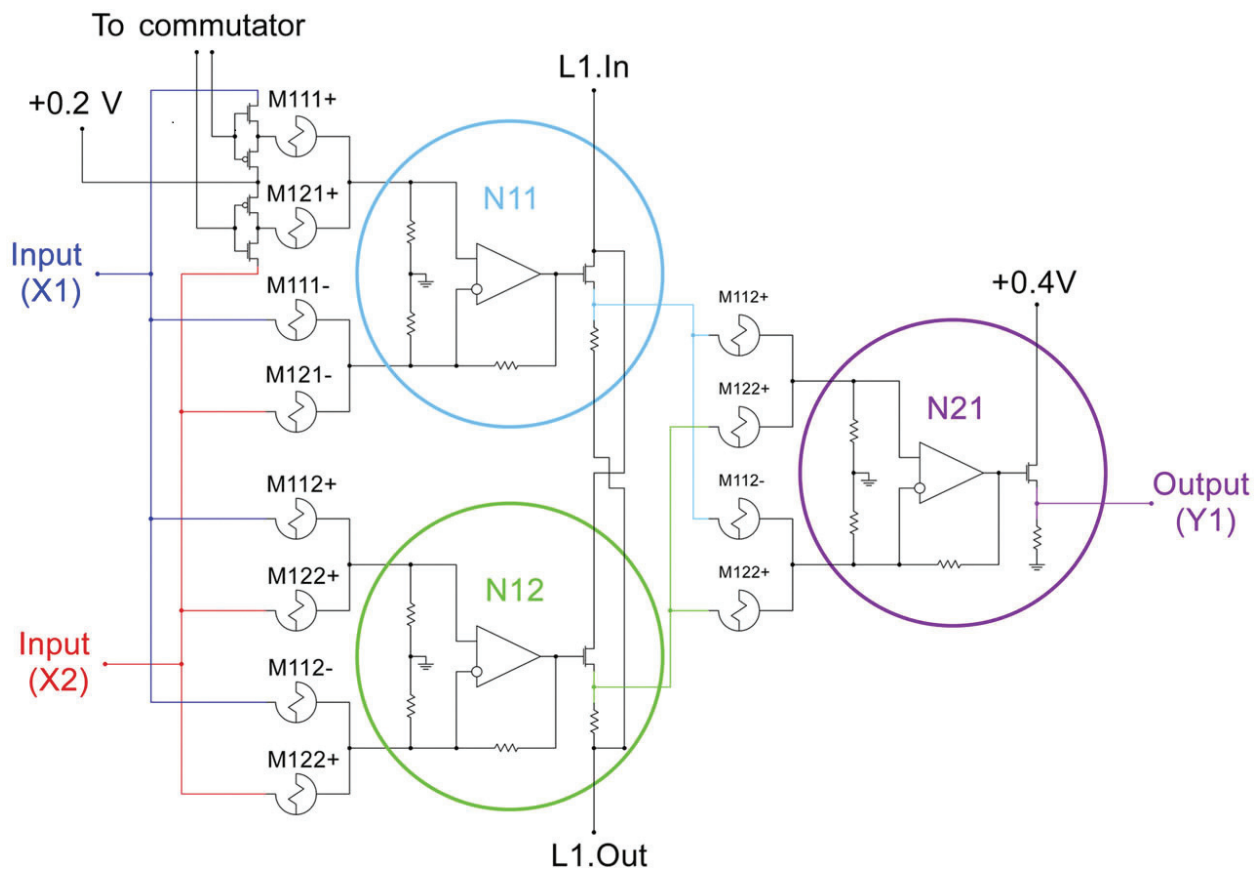 To commutator
L1.In
+0.2 V
M111+
M121+
N11
Input
(X1)
M111-
M121-
+0.4V
M112+
M122+
N21
M112-
M122+
Output
(Y1)
M112+
M122+
N12
Input
(X2)
M112-
M122+
L1.Out